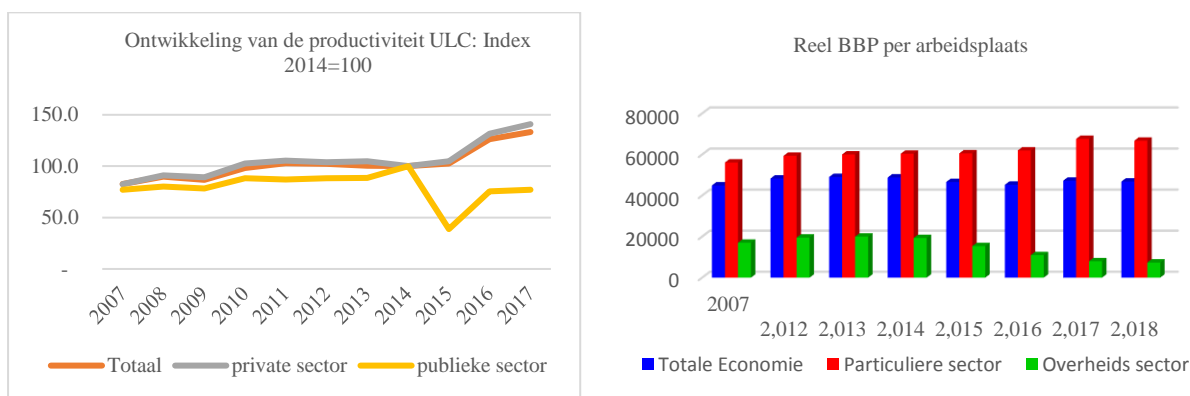 Ontwikkeling van de productiviteit ULC: Index
2014=100
150.0
100.0
50.0
-
2007 2008 2009 2010 2011 2012 2013 2014 2015 2016 2017
Totaal private sector publieke sector
Reel BBP per arbeidsplaats
80000
60000
40000
20000
0
2007
2,012 2,013 2,014 2,015 2,016 2,017 2,018
Totale Economie Particuliere sector Overheids sector